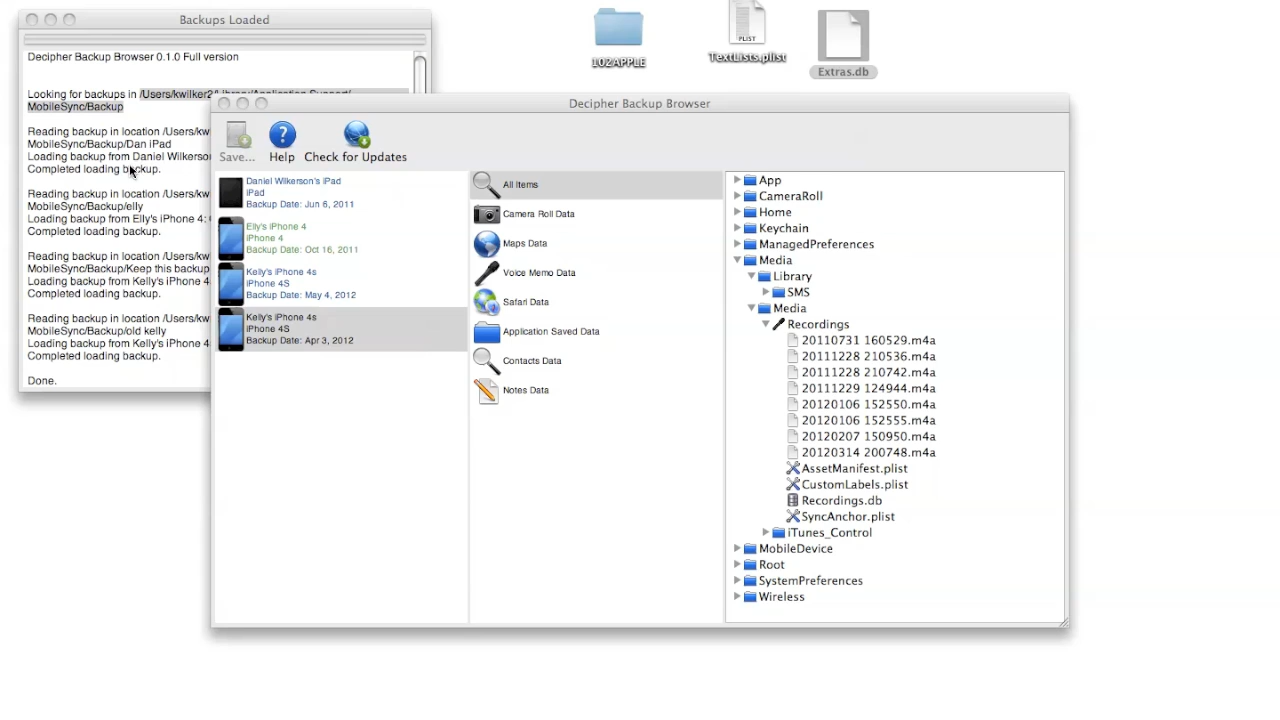 Backups Loaded
Decipher Backup Browser 0.1.0 Full version
Looking for backups in /Users/kwilker2/Library/Application Support/
MobileSync/Backup
Reading backup in location /Users/kw
MobileSync/Backup/Dan iPad
Loading backup from Daniel Wilkerson
Completed loading backup.
Reading backup in location /Users/kw
MobileSync/Backup/elly
Loading backup from Elly's iPhone 4:
Completed loading backup.
Reading backup in location /Users/kw
MobileSync/Backup/Keep this backup
Loading backup from Kelly's iPhone 4
Completed loading backup.
Reading backup in location /Users/kw
MobileSync/Backup/old kelly
Loading backup from Kelly's iPhone 4
Completed loading backup.
Done.
102APPLE
PLIST
TextLists.plist
Extras.db
Decipher Backup Browser
Save...
Help
Check for Updates
Daniel Wilkerson's iPad
iPad
Backup Date: Jun 6, 2011
Elly's iPhone 4
iPhone 4
Backup Date: Oct 16, 2011
Kelly's iPhone 4s
iPhone 4S
Backup Date: May 4, 2012
Kelly's iPhone 4s
iPhone 4S
Backup Date: Apr 3, 2012
All Items
Camera Roll Data
Maps Data
Voice Memo Data
Safari Data
Application Saved Data
Contacts Data
Notes Data
App
CameraRoll
Home
Keychain
ManagedPreferences
Media
Library
SMS
Media
Recordings
20110731 160529.m4a
20111228 210536.m4a
20111228 210742.m4a
20111229 124944.m4a
20120106 152550.m4a
20120106 152555.m4a
20120207 150950.m4a
20120314 200748.m4a
AssetManifest.plist
CustomLabels.plist
Recordings.db
SyncAnchor.plist
iTunes_Control
MobileDevice
Root
SystemPreferences
Wireless